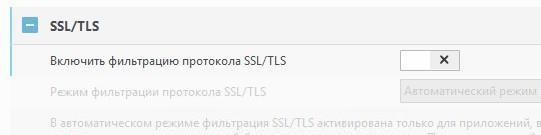 SSL/TLS
Включить фильтрацию протокола SSL/TLS
Режим фильтрации протокола SSL/TLS Автоматический режим
В автоматическом режиме фильтрация SSL/TLS активирована только для приложений, в